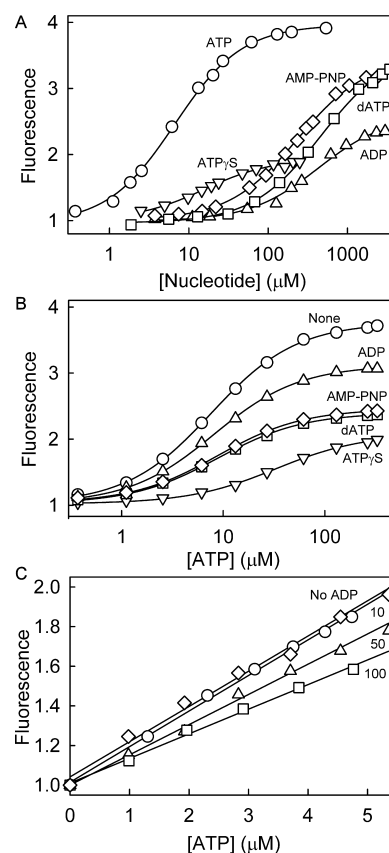 A
4
3
2
1
Fluorescence
ATP
AMP-PNP
dATP
ATPγS
ADP
1 10 100 1000
[Nucleotide] (μM)
B
4
3
2
1
Fluorescence
None
ADP
AMP-PNP
dATP
ATPγS
1 10 100
[ATP] (μM)
C
2.0
1.8
1.6
1.4
1.2
1.0
Fluorescence
No ADP
10
50
100
0 1 2 3 4 5
[ATP] (μM)